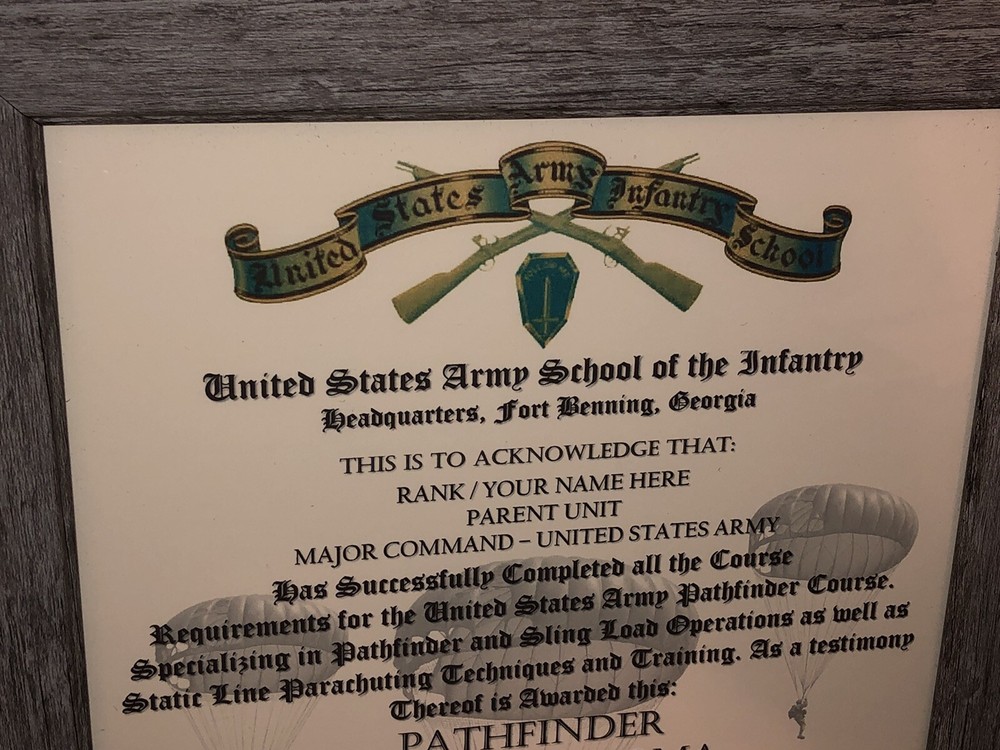 United States Army Infantry School
FOLLOW ME
United States Army School of the Infantry
Headquarters, Fort Benning, Georgia
THIS IS TO ACKNOWLEDGE THAT:
RANK / YOUR NAME HERE
PARENT UNIT
MAJOR COMMAND – UNITED STATES ARMY
Has Successfully Completed all the Course
Requirements for the United States Army Pathfinder Course.
Specializing in Pathfinder and Sling Load Operations as well as
Static Line Parachuting Techniques and Training. As a testimony
Thereof is Awarded this:
PATHFINDER